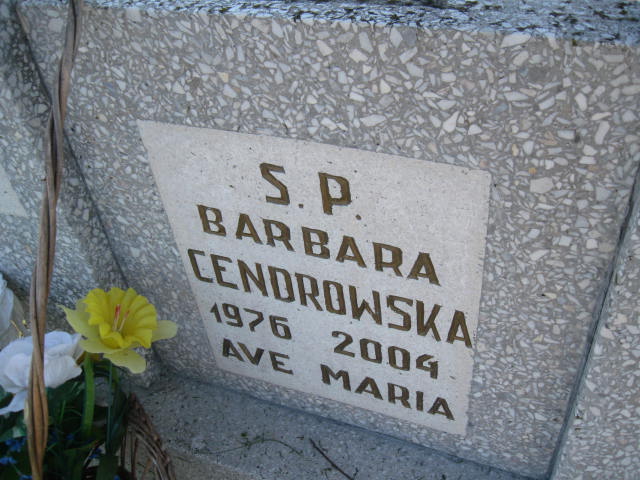 S. P.
BARBARA
CENDROWSKA
1976 2004
AVE MARIA